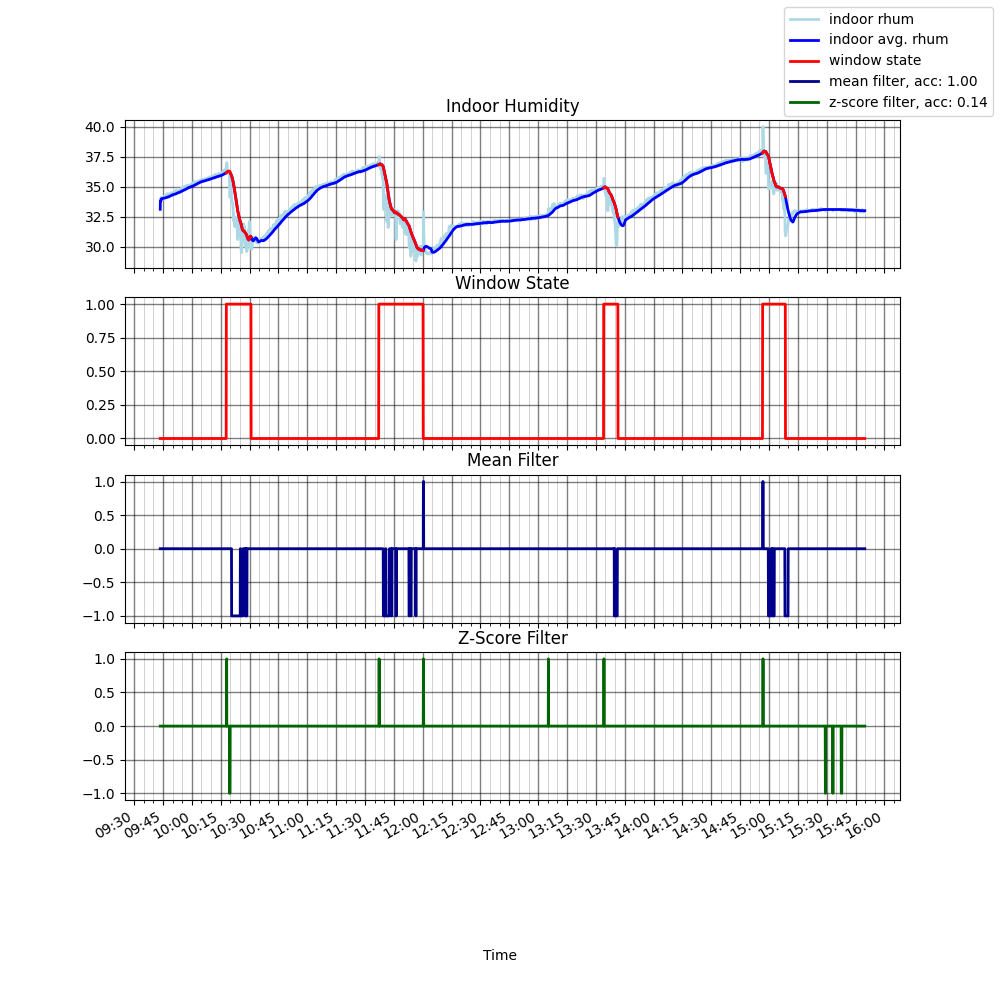 indoor rhum
indoor avg. rhum
window state
mean filter, acc: 1.00
z-score filter, acc: 0.14
Indoor Humidity
40.0
37.5
35.0
32.5
30.0
Window State
1.00
0.75
0.50
0.25
0.00
Mean Filter
1.0
0.5
0.0
−0.5
−1.0
Z-Score Filter
1.0
0.5
0.0
−0.5
−1.0
09:30 09:45 10:00 10:15 10:30 10:45 11:00 11:15 11:30 11:45 12:00 12:15 12:30 12:45 13:00 13:15 13:30 13:45 14:00 14:15 14:30 14:45 15:00 15:15 15:30 15:45 16:00
Time